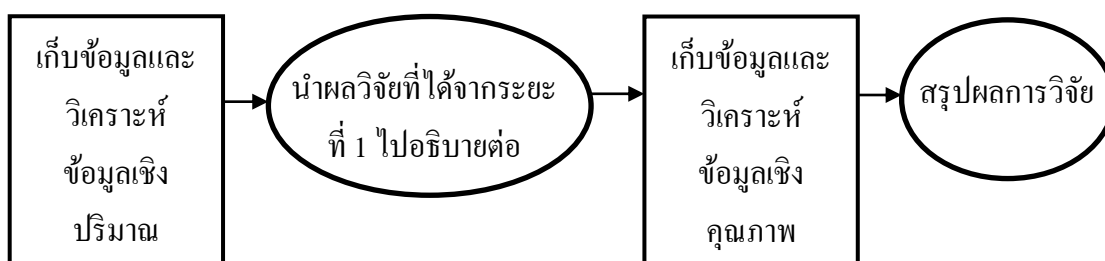 เก็บข้อมูลและ
วิเคราะห์
ข้อมูลเชิง
ปริมาณ
นำผลวิจัยที่ได้จากระยะ
ที่ 1 ไปอธิบายต่อ
เก็บข้อมูลและ
วิเคราะห์
ข้อมูลเชิง
คุณภาพ
สรุปผลการวิจัย